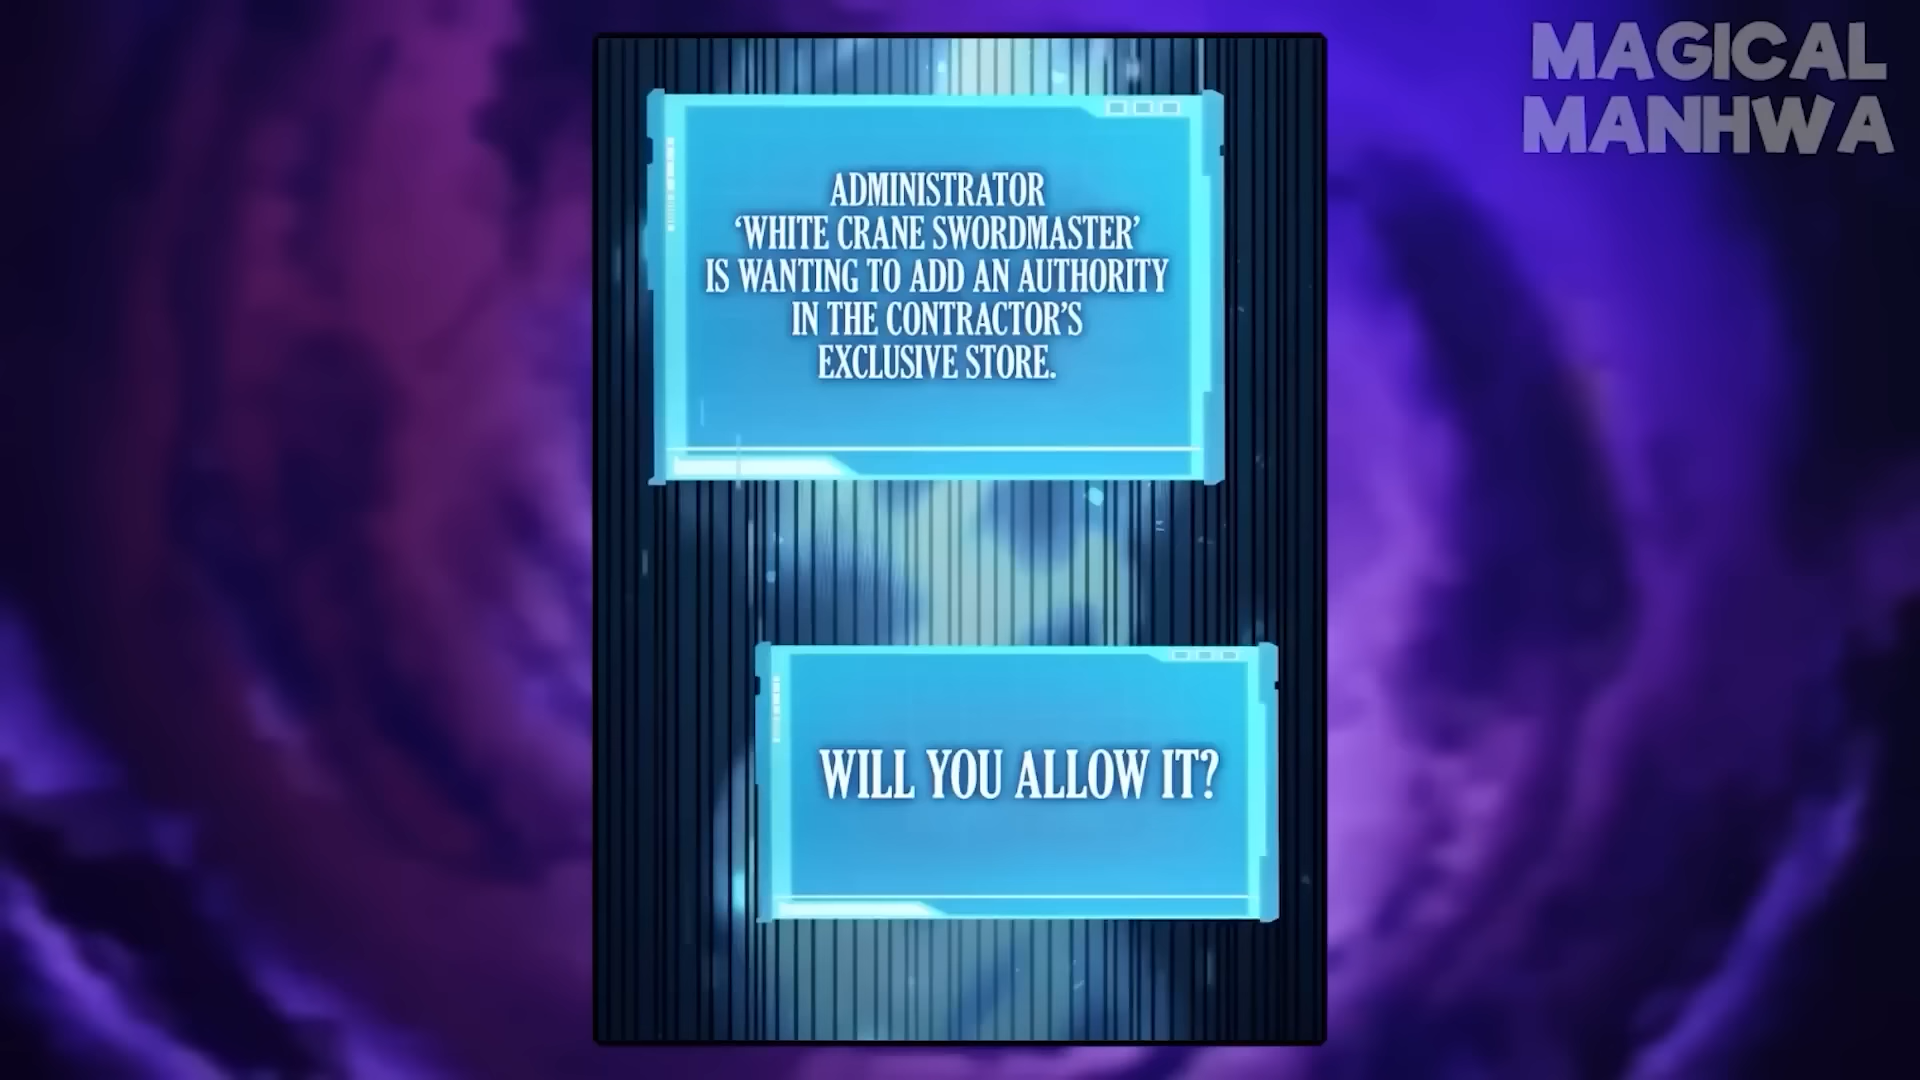 MAGICAL
MANHWA
ADMINISTRATOR
‘WHITE CRANE SWORDMASTER’
IS WANTING TO ADD AN AUTHORITY
IN THE CONTRACTOR’S
EXCLUSIVE STORE.
WILL YOU ALLOW IT?